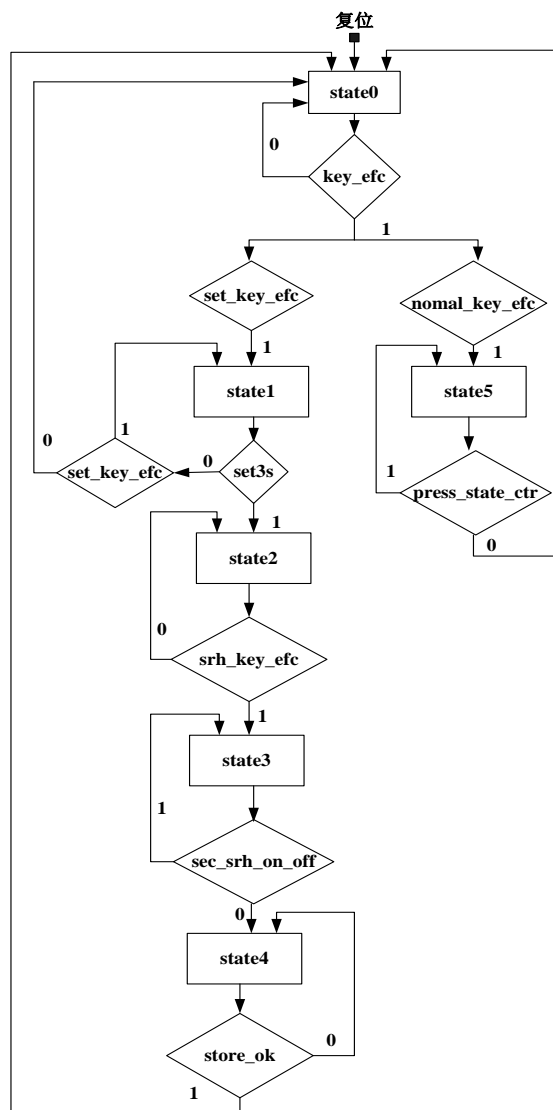 复位
state0
0
key_efc
1
set_key_efc
nomal_key_efc
1
1
state1
state5
1
0
set_key_efc
0
set3s
1
press_state_ctr
1
0
state2
0
srh_key_efc
1
state3
1
sec_srh_on_off
0
state4
0
store_ok
1